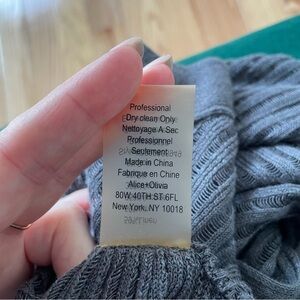 Professional
Dry clean Only
Nettoyage A Sec
Professionnel
Seulement
Made in China
Fabrique en Chine
Alice+Olivia
80W 40TH ST 6FL
New York, NY 10018